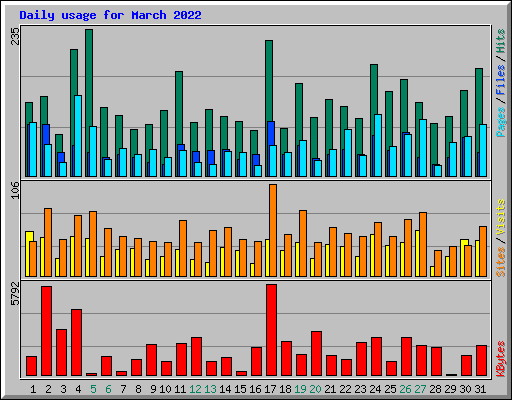 Daily usage for March 2022
235
Pages / Files / Hits
106
Sites / Visits
5792
KBytes
1 2 3 4 5 6 7 8 9 10 11 12 13 14 15 16 17 18 19 20 21 22 23 24 25 26 27 28 29 30 31